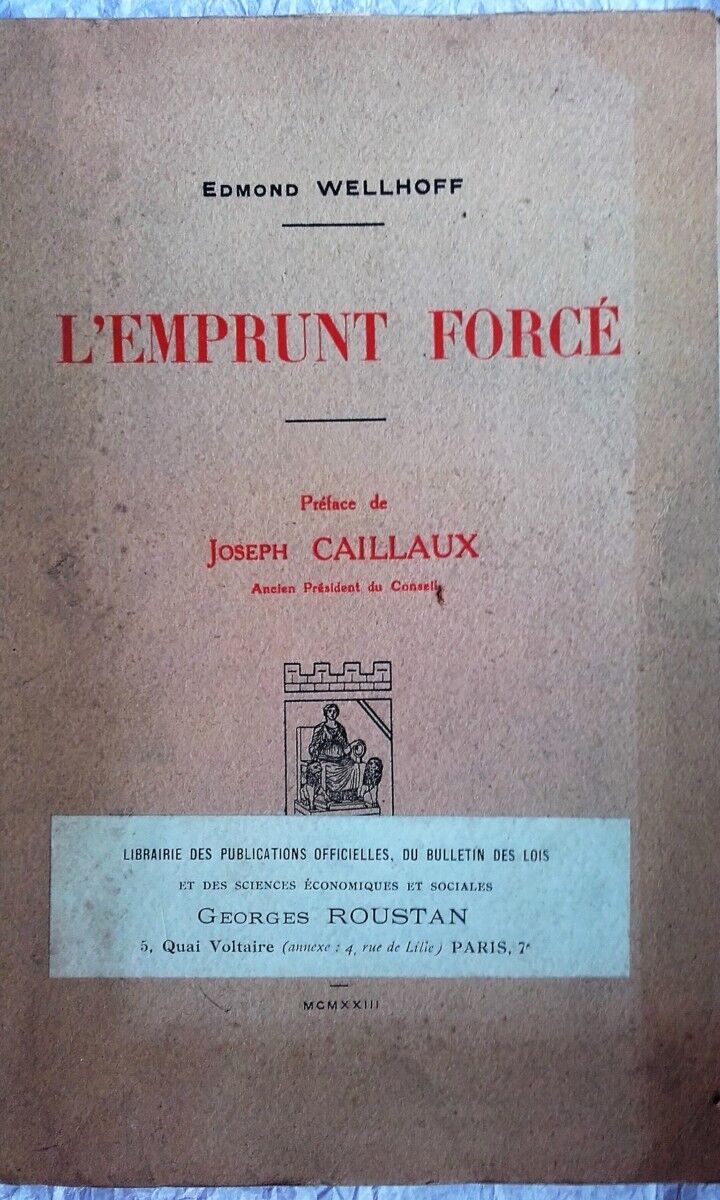 EDMOND WELLHOFF
L'EMPRUNT FORCÉ
Préface de
JOSEPH CAILLAUX
Ancien Président du Conseil
LIBRAIRIE DES PUBLICATIONS OFFICIELLES, DU BULLETIN DES LOIS
ET DES SCIENCES ÉCONOMIQUES ET SOCIALES
GEORGES ROUSTAN
5, Quai Voltaire (annexe : 4, rue de Lille) PARIS, 7e
MCMXXIII